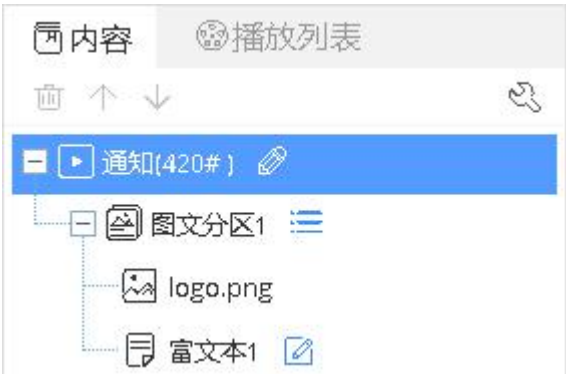 内容 播放列表
通知(420#)
图文分区1
logo.png
富文本1